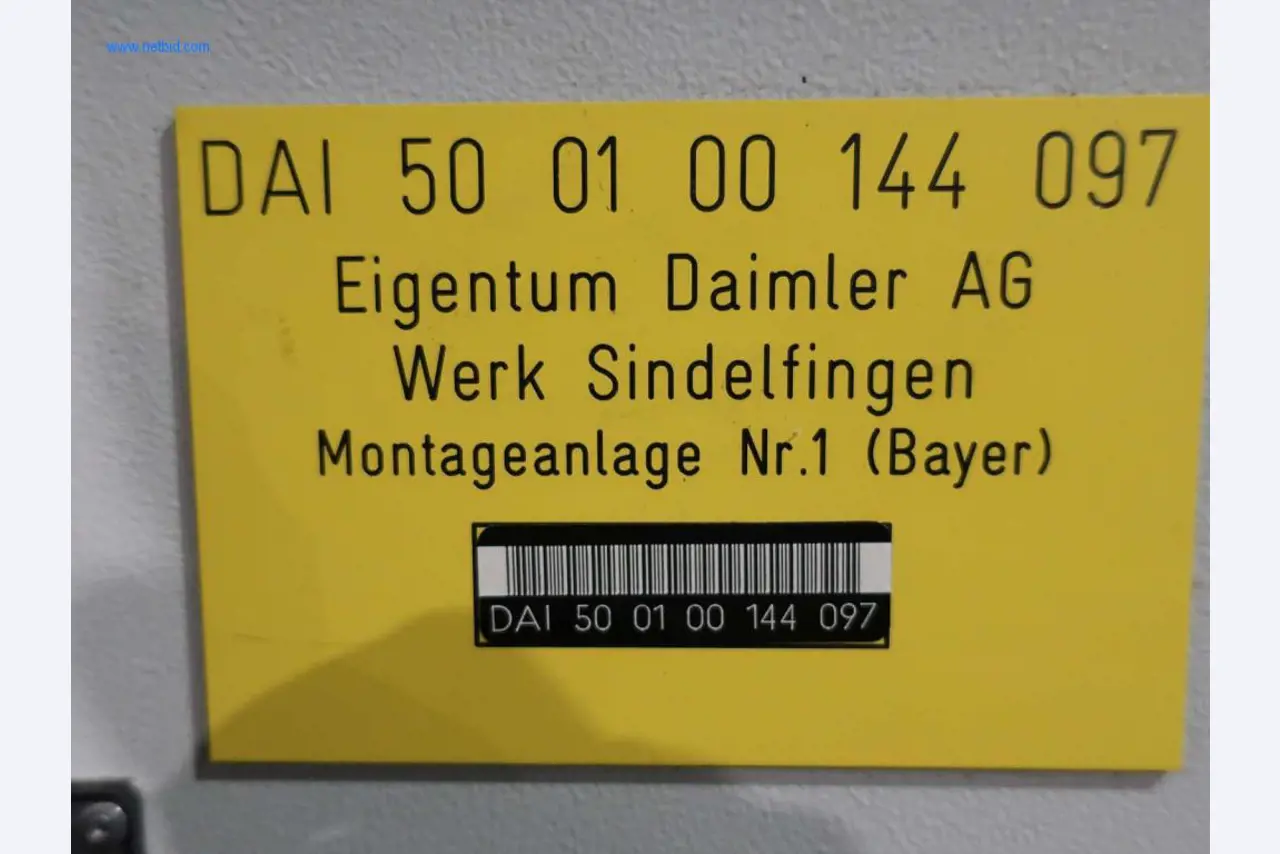 www.netbid.com
DAI 50 01 00 144 097
Eigentum Daimler AG
Werk Sindelfingen
Montageanlage Nr.1 (Bayer)
DAI 50 01 00 144 097